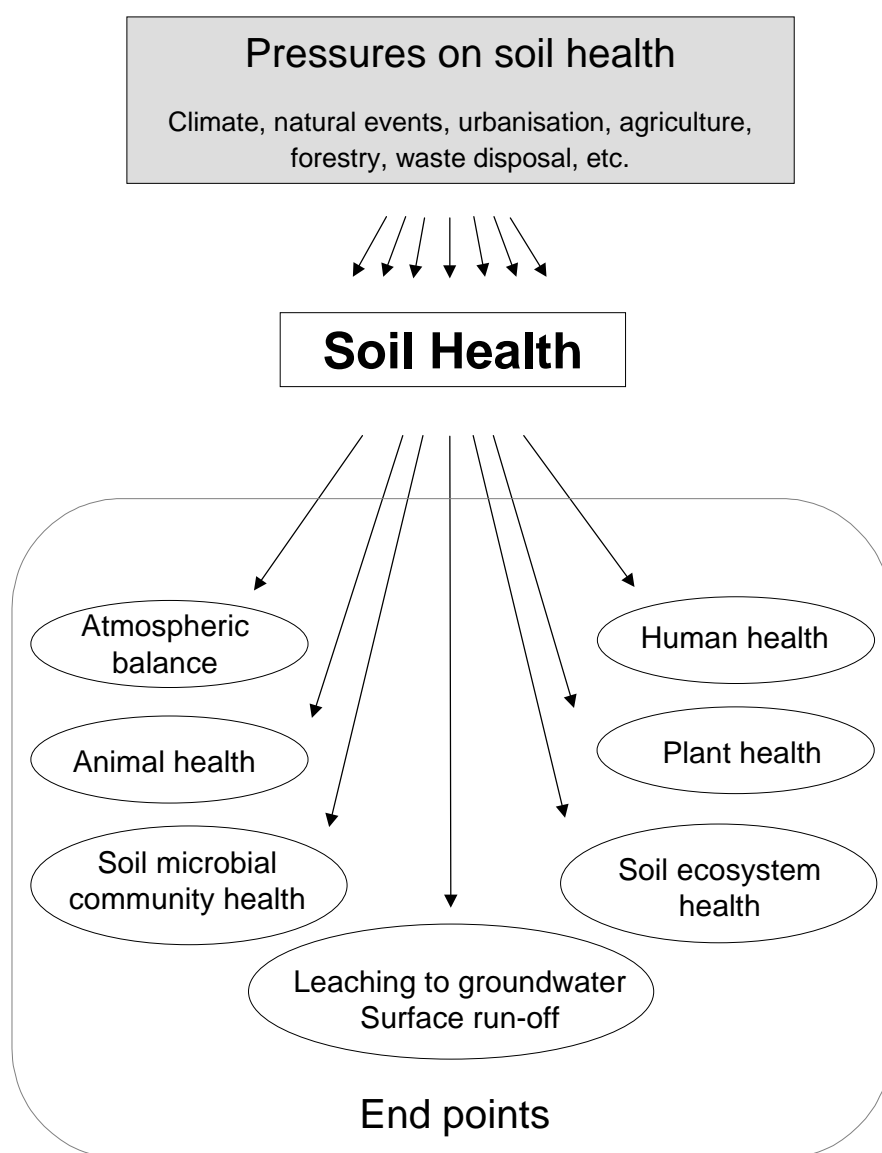 Pressures on soil health
Climate, natural events, urbanisation, agriculture,
forestry, waste disposal, etc.
Soil Health
Atmospheric
balance
Human health
Animal health
Plant health
Soil microbial
community health
Soil ecosystem
health
Leaching to groundwater
Surface run-off
End points